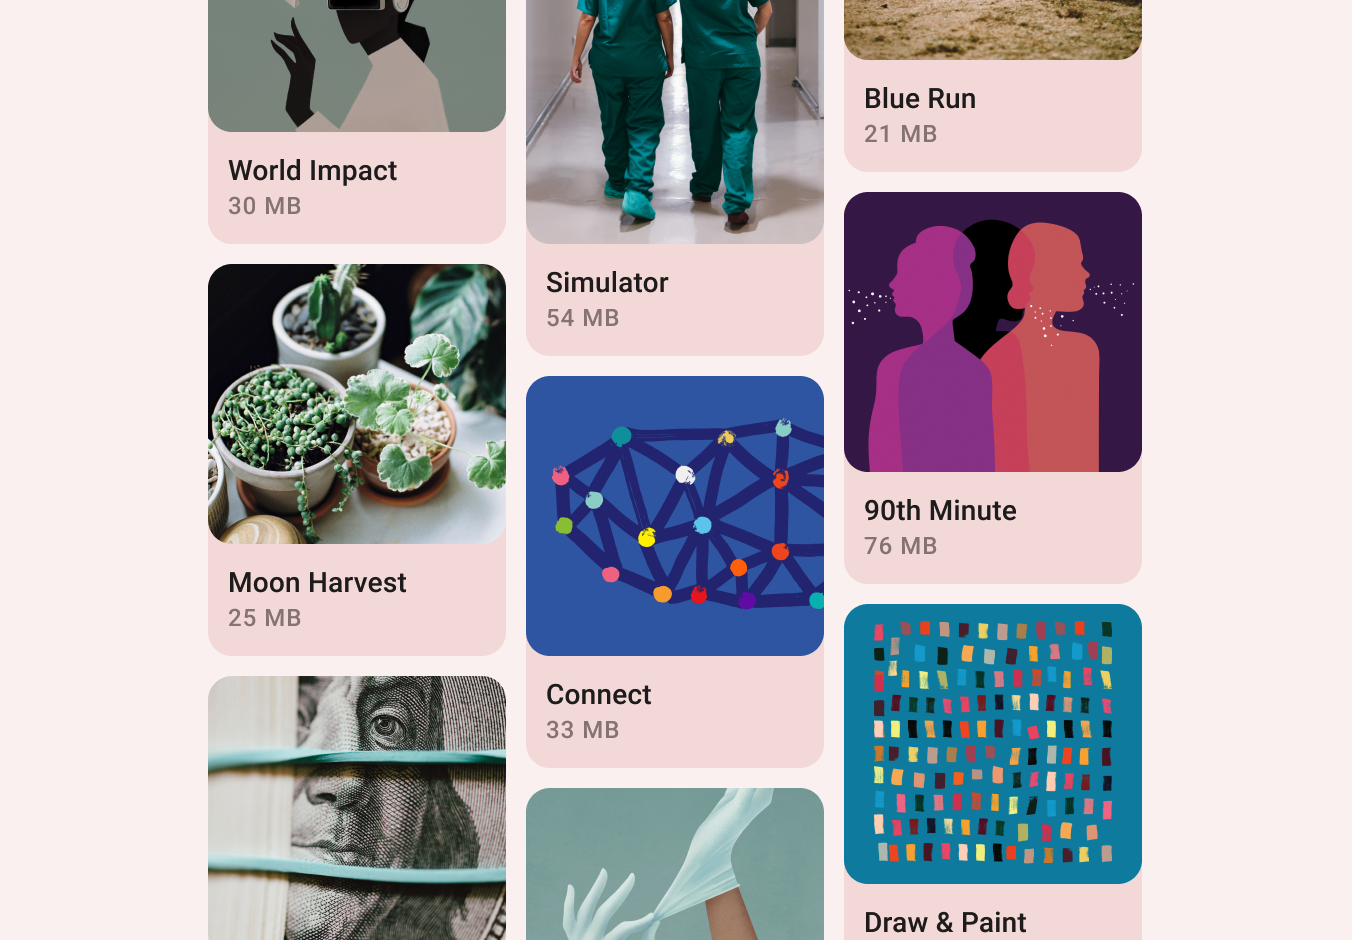 World Impact
30 MB
Moon Harvest
25 MB
Simulator
54 MB
Connect
33 MB
Blue Run
21 MB
90th Minute
76 MB
Draw & Paint